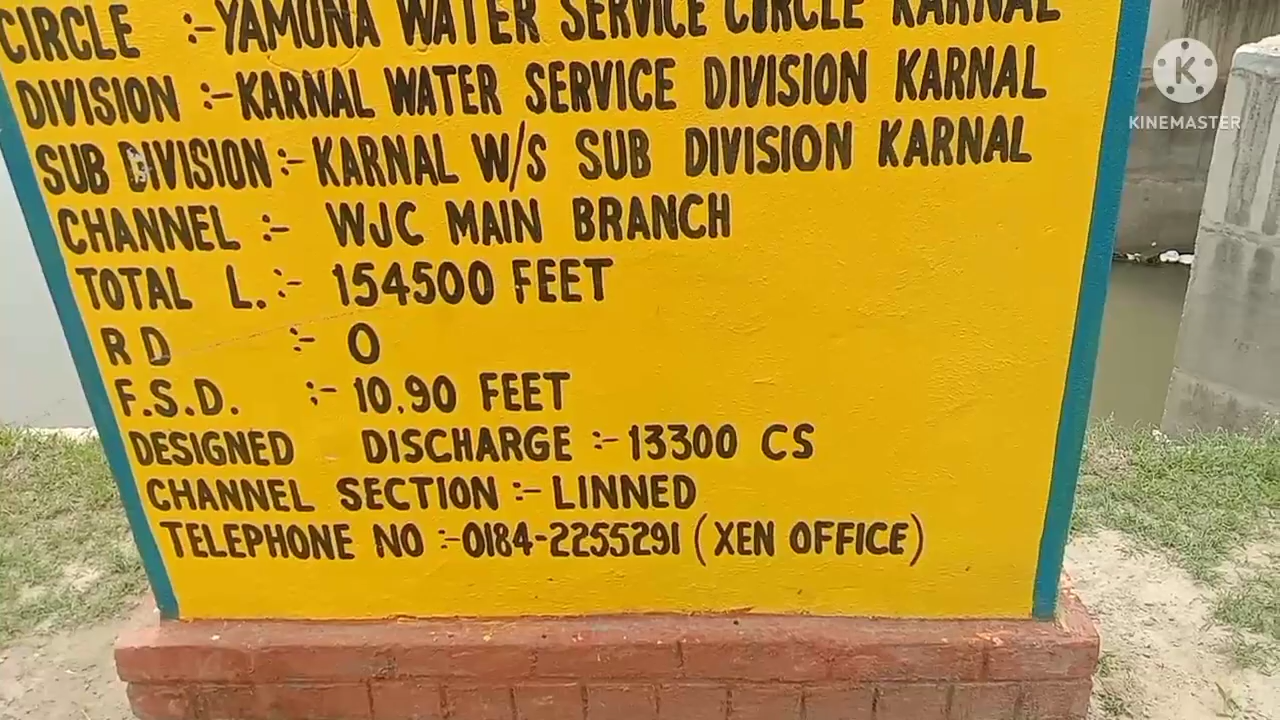 CIRCLE :- YAMUNA WATER SERVICE CIRCLE KARNAL
DIVISION :- KARNAL WATER SERVICE DIVISION KARNAL
SUB DIVISION :- KARNAL W/S SUB DIVISION KARNAL
CHANNEL :- WJC MAIN BRANCH
TOTAL L. :- 154500 FEET
R D :- 0
F.S.D. :- 10.90 FEET
DESIGNED DISCHARGE :- 13300 CS
CHANNEL SECTION :- LINNED
TELEPHONE NO :- 0184-2255291 (XEN OFFICE)
K
KINEMASTER